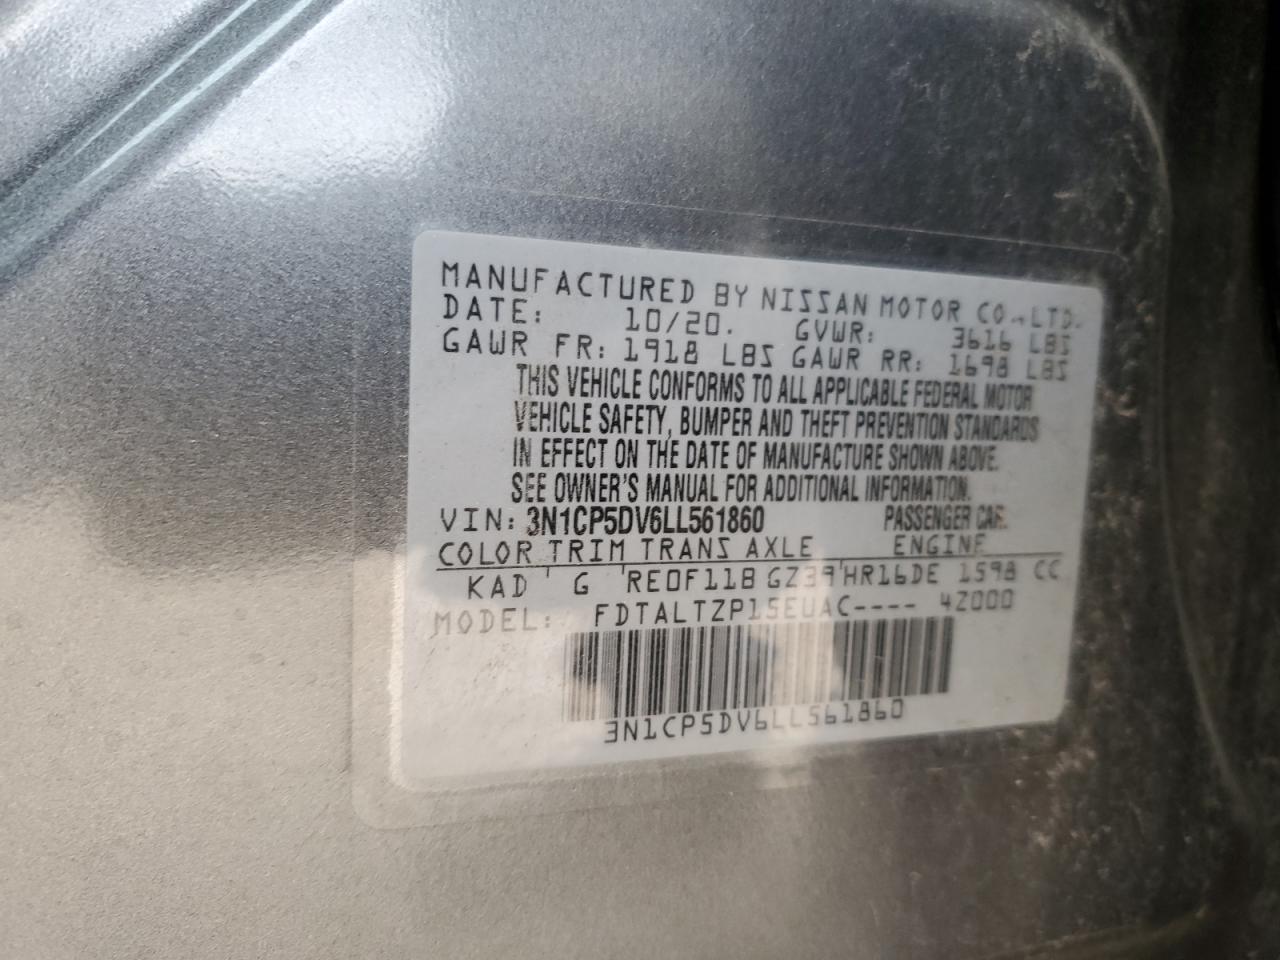 MANUFACTURED BY NISSAN MOTOR CO.,LTD.
DATE: 10/20. GVWR: 3616 LBS
GAWR FR: 1918 LBS GAWR RR: 1698 LBS
THIS VEHICLE CONFORMS TO ALL APPLICABLE FEDERAL MOTOR
VEHICLE SAFETY, BUMPER AND THEFT PREVENTION STANDARDS
IN EFFECT ON THE DATE OF MANUFACTURE SHOWN ABOVE.
SEE OWNER'S MANUAL FOR ADDITIONAL INFORMATION.
VIN: 3N1CP5DV6LL561860 PASSENGER CAR.
COLOR TRIM TRANS AXLE ENGINE
KAD G RE0F11B GZ39 HR16DE 1598 CC
MODEL: FDTALTZP15EUAC---- 42000
3N1CP5DV6LL561860